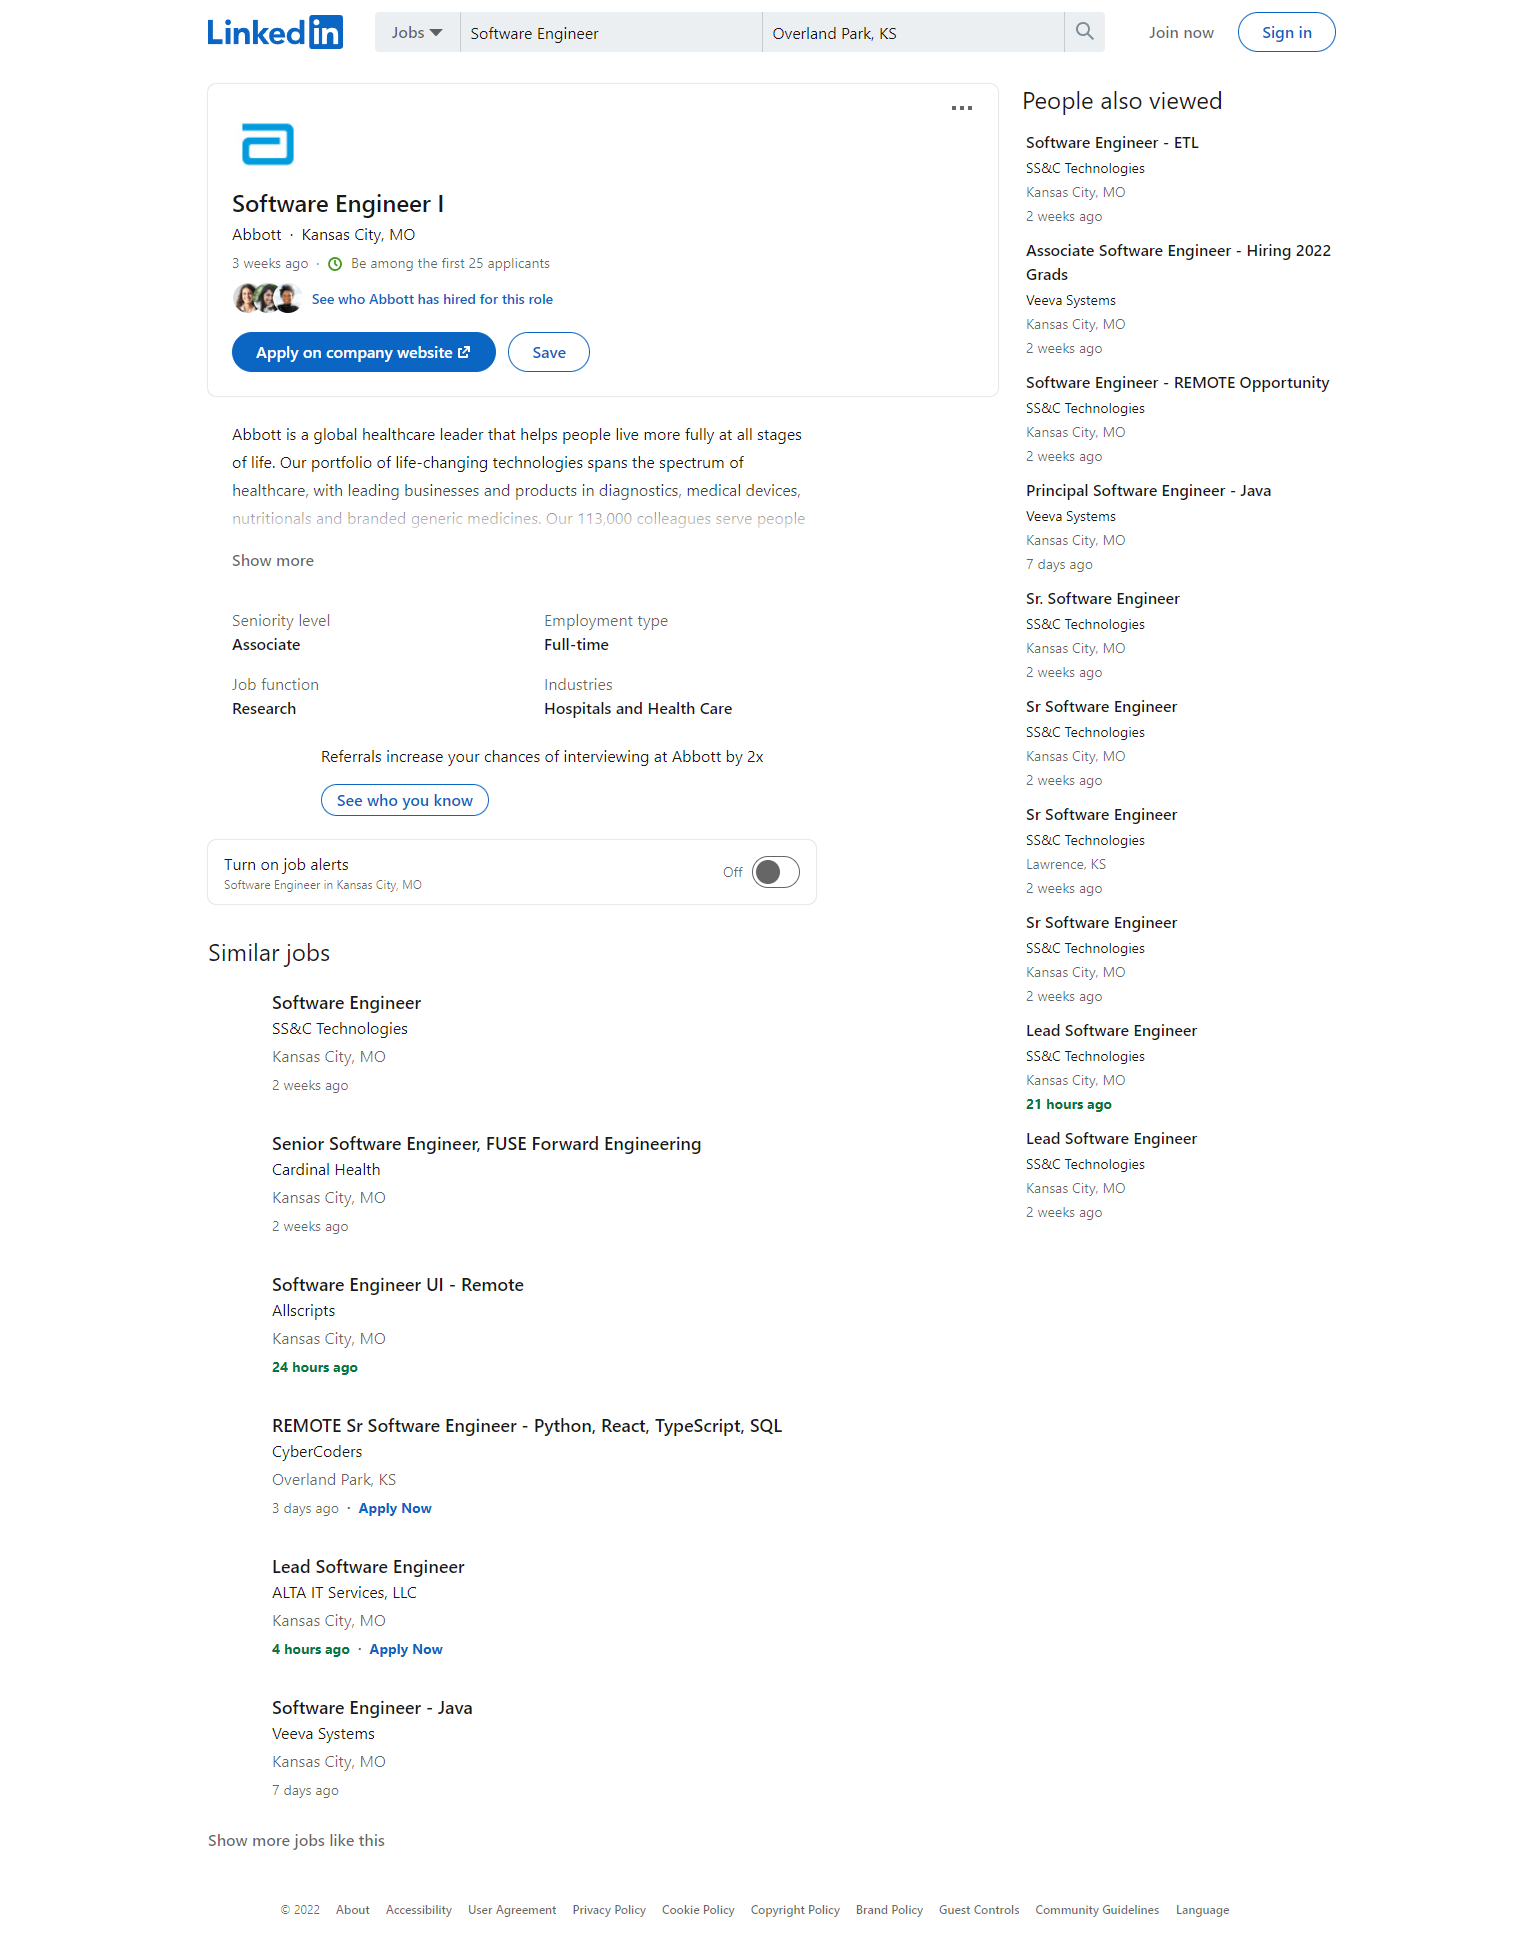 LinkedIn
Jobs
Software Engineer
Overland Park, KS
Join now
Sign in
Software Engineer I
Abbott · Kansas City, MO
3 weeks ago · Be among the first 25 applicants
See who Abbott has hired for this role
Apply on company website
Save
Abbott is a global healthcare leader that helps people live more fully at all stages
of life. Our portfolio of life-changing technologies spans the spectrum of
healthcare, with leading businesses and products in diagnostics, medical devices,
nutritionals and branded generic medicines. Our 113,000 colleagues serve people
Show more
Seniority level
Associate
Employment type
Full-time
Job function
Research
Industries
Hospitals and Health Care
Referrals increase your chances of interviewing at Abbott by 2x
See who you know
Turn on job alerts
Software Engineer in Kansas City, MO
Off
Similar jobs
Software Engineer
SS&C Technologies
Kansas City, MO
2 weeks ago
Senior Software Engineer, FUSE Forward Engineering
Cardinal Health
Kansas City, MO
2 weeks ago
Software Engineer UI - Remote
Allscripts
Kansas City, MO
24 hours ago
REMOTE Sr Software Engineer - Python, React, TypeScript, SQL
CyberCoders
Overland Park, KS
3 days ago · Apply Now
Lead Software Engineer
ALTA IT Services, LLC
Kansas City, MO
4 hours ago · Apply Now
Software Engineer - Java
Veeva Systems
Kansas City, MO
7 days ago
Show more jobs like this
People also viewed
Software Engineer - ETL
SS&C Technologies
Kansas City, MO
2 weeks ago
Associate Software Engineer - Hiring 2022
Grads
Veeva Systems
Kansas City, MO
2 weeks ago
Software Engineer - REMOTE Opportunity
SS&C Technologies
Kansas City, MO
2 weeks ago
Principal Software Engineer - Java
Veeva Systems
Kansas City, MO
7 days ago
Sr. Software Engineer
SS&C Technologies
Kansas City, MO
2 weeks ago
Sr Software Engineer
SS&C Technologies
Kansas City, MO
2 weeks ago
Sr Software Engineer
SS&C Technologies
Lawrence, KS
2 weeks ago
Sr Software Engineer
SS&C Technologies
Kansas City, MO
2 weeks ago
Lead Software Engineer
SS&C Technologies
Kansas City, MO
21 hours ago
Lead Software Engineer
SS&C Technologies
Kansas City, MO
2 weeks ago
© 2022 About Accessibility User Agreement Privacy Policy Cookie Policy Copyright Policy Brand Policy Guest Controls Community Guidelines Language